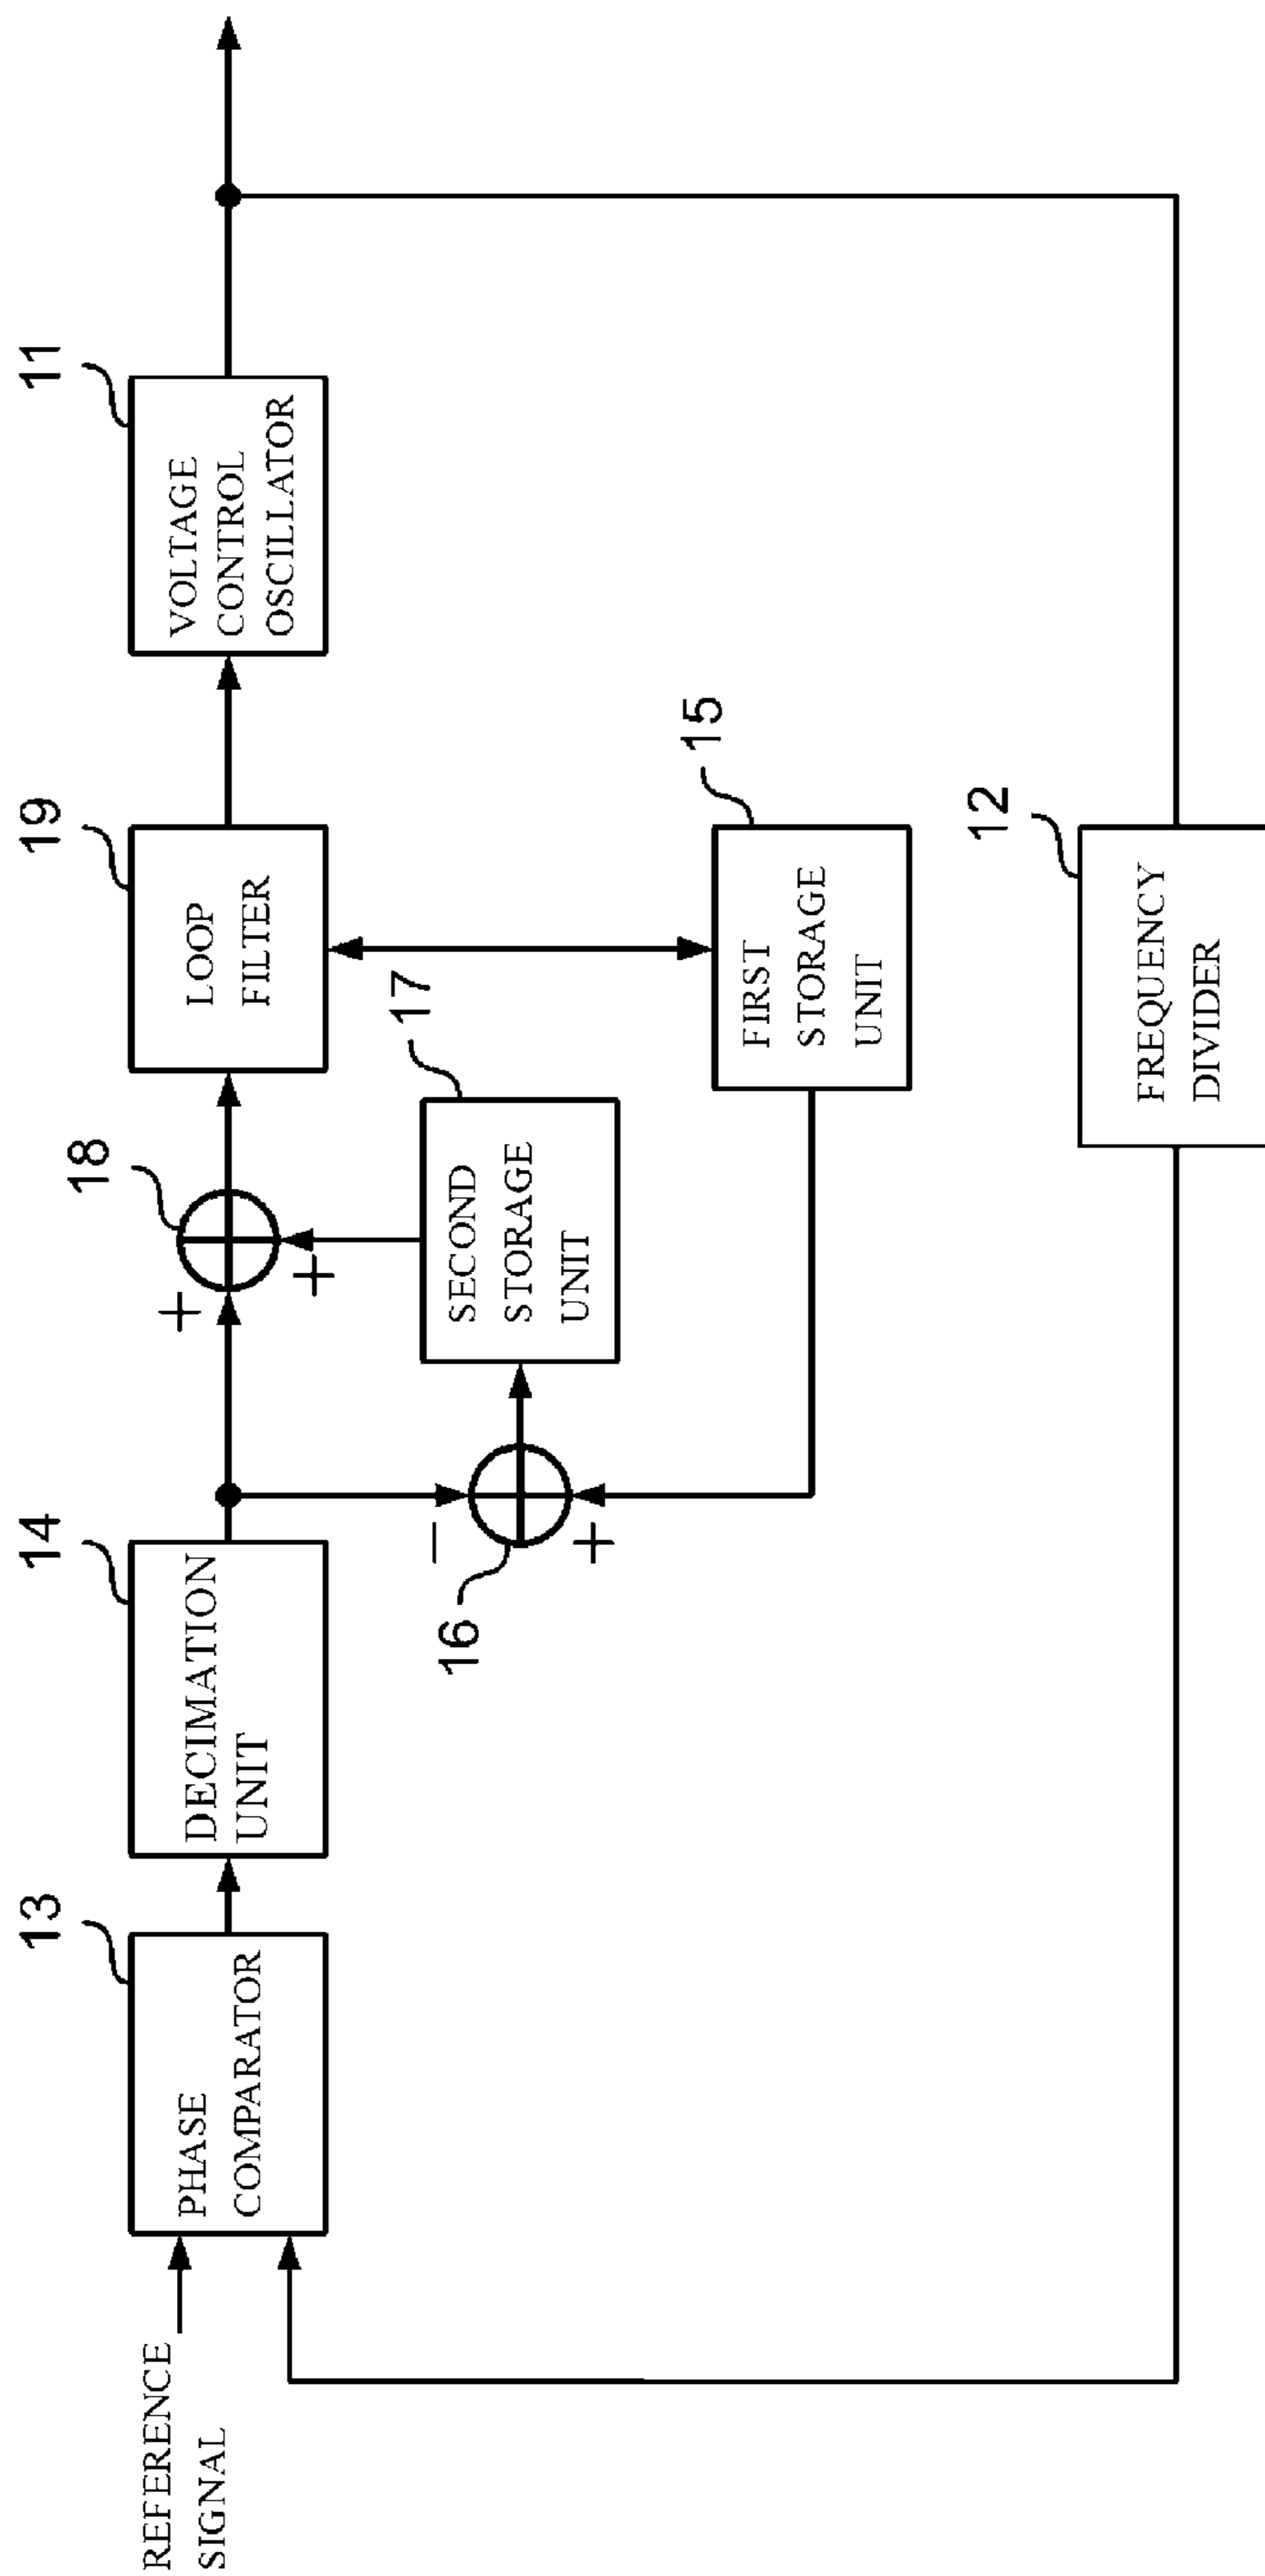 REFERENCE
SIGNAL
13
PHASE
COMPARATOR
14
DECIMATION
UNIT
+
18
+
19
LOOP
FILTER
11
VOLTAGE
CONTROL
OSCILLATOR
−
16
+
17
SECOND
STORAGE
UNIT
15
FIRST
STORAGE
UNIT
12
FREQUENCY
DIVIDER